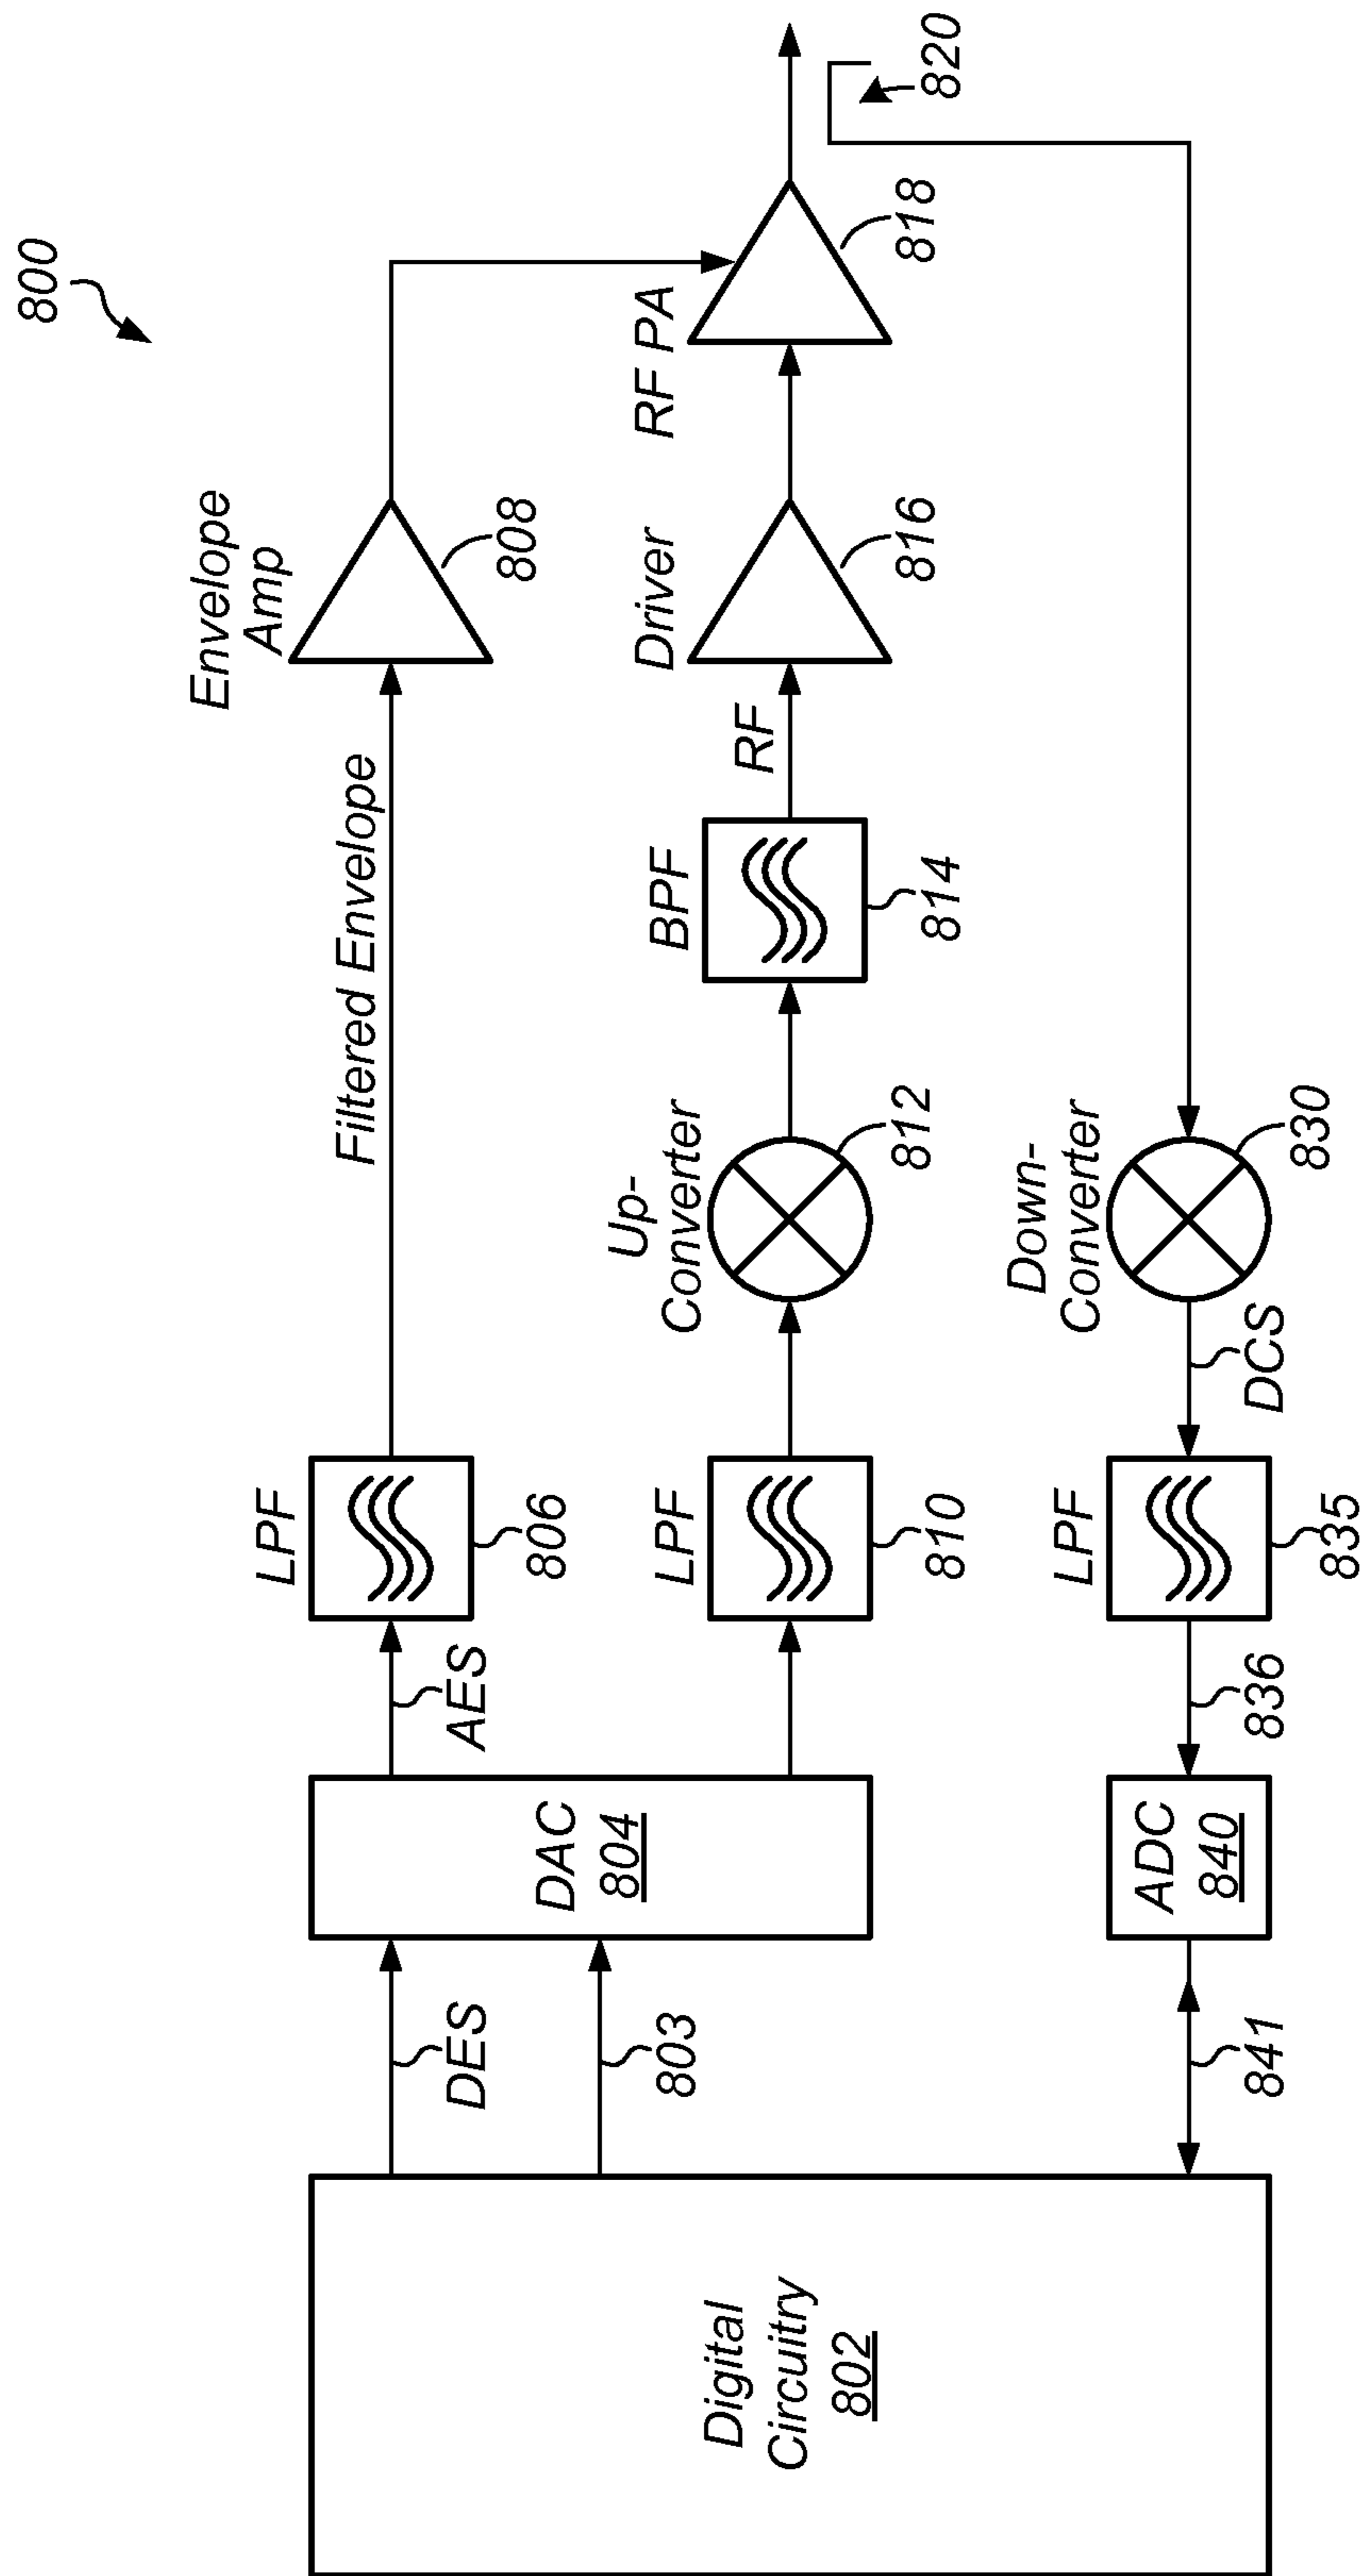 800
Envelope
Amp
808
Filtered Envelope
LPF
806
AES
DES
DAC
804
803
LPF
810
Up-
Converter
812
BPF
814
RF
Driver
816
RF PA
818
820
Digital
Circuitry
802
841
ADC
840
836
LPF
835
DCS
Down-
Converter
830